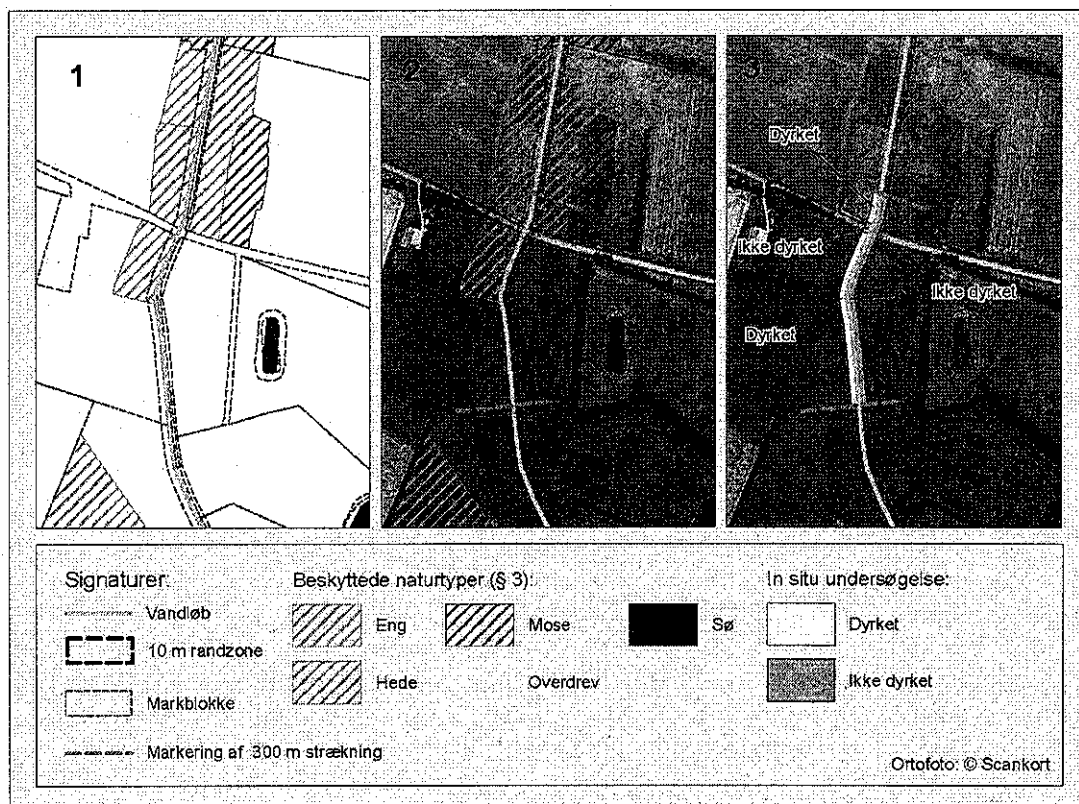 1
2
3
Dyrket
Ikke dyrket
Ikke dyrket
Dyrket
Signaturer:
Vandløb
10 m randzone
Markblokke
Markering af 300 m strækning
Beskyttede naturtyper (§ 3):
Eng
Mose
Sø
Hede
Overdrev
In situ undersøgelse:
Dyrket
Ikke dyrket
Ortofoto: © Scankort